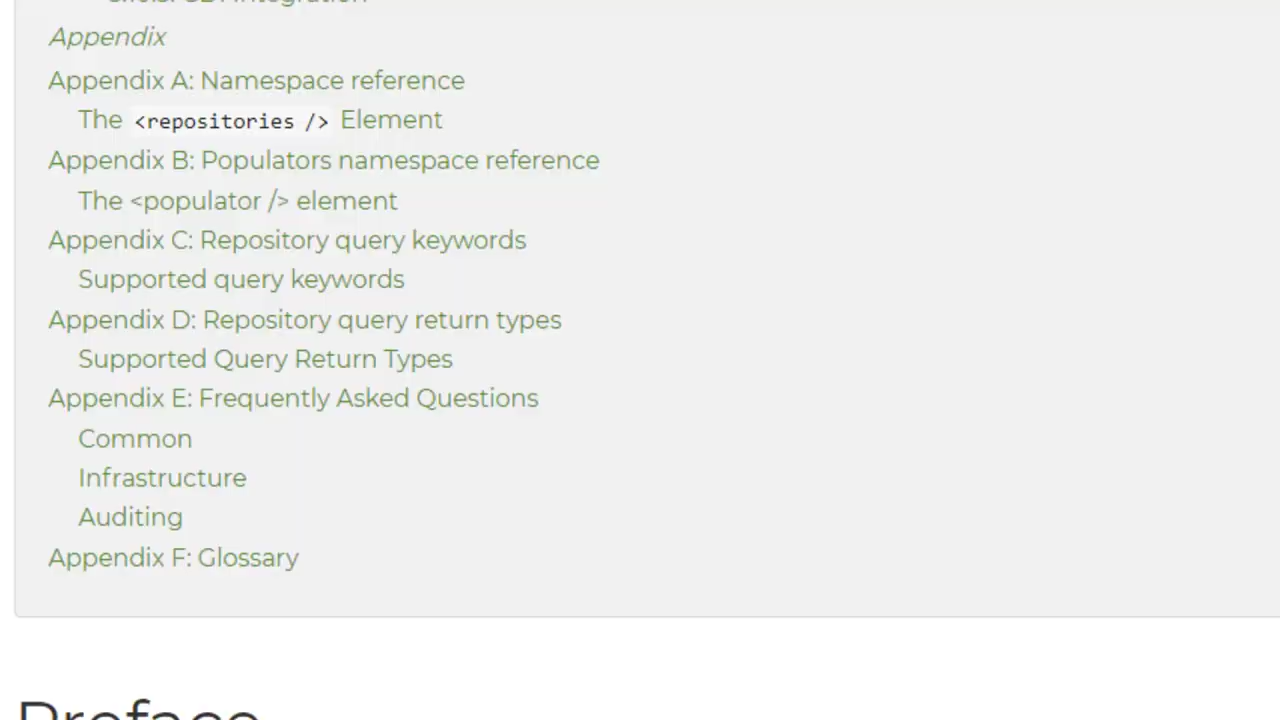 Appendix
Appendix A: Namespace reference
The <repositories /> Element
Appendix B: Populators namespace reference
The <populator /> element
Appendix C: Repository query keywords
Supported query keywords
Appendix D: Repository query return types
Supported Query Return Types
Appendix E: Frequently Asked Questions
Common
Infrastructure
Auditing
Appendix F: Glossary
Preface